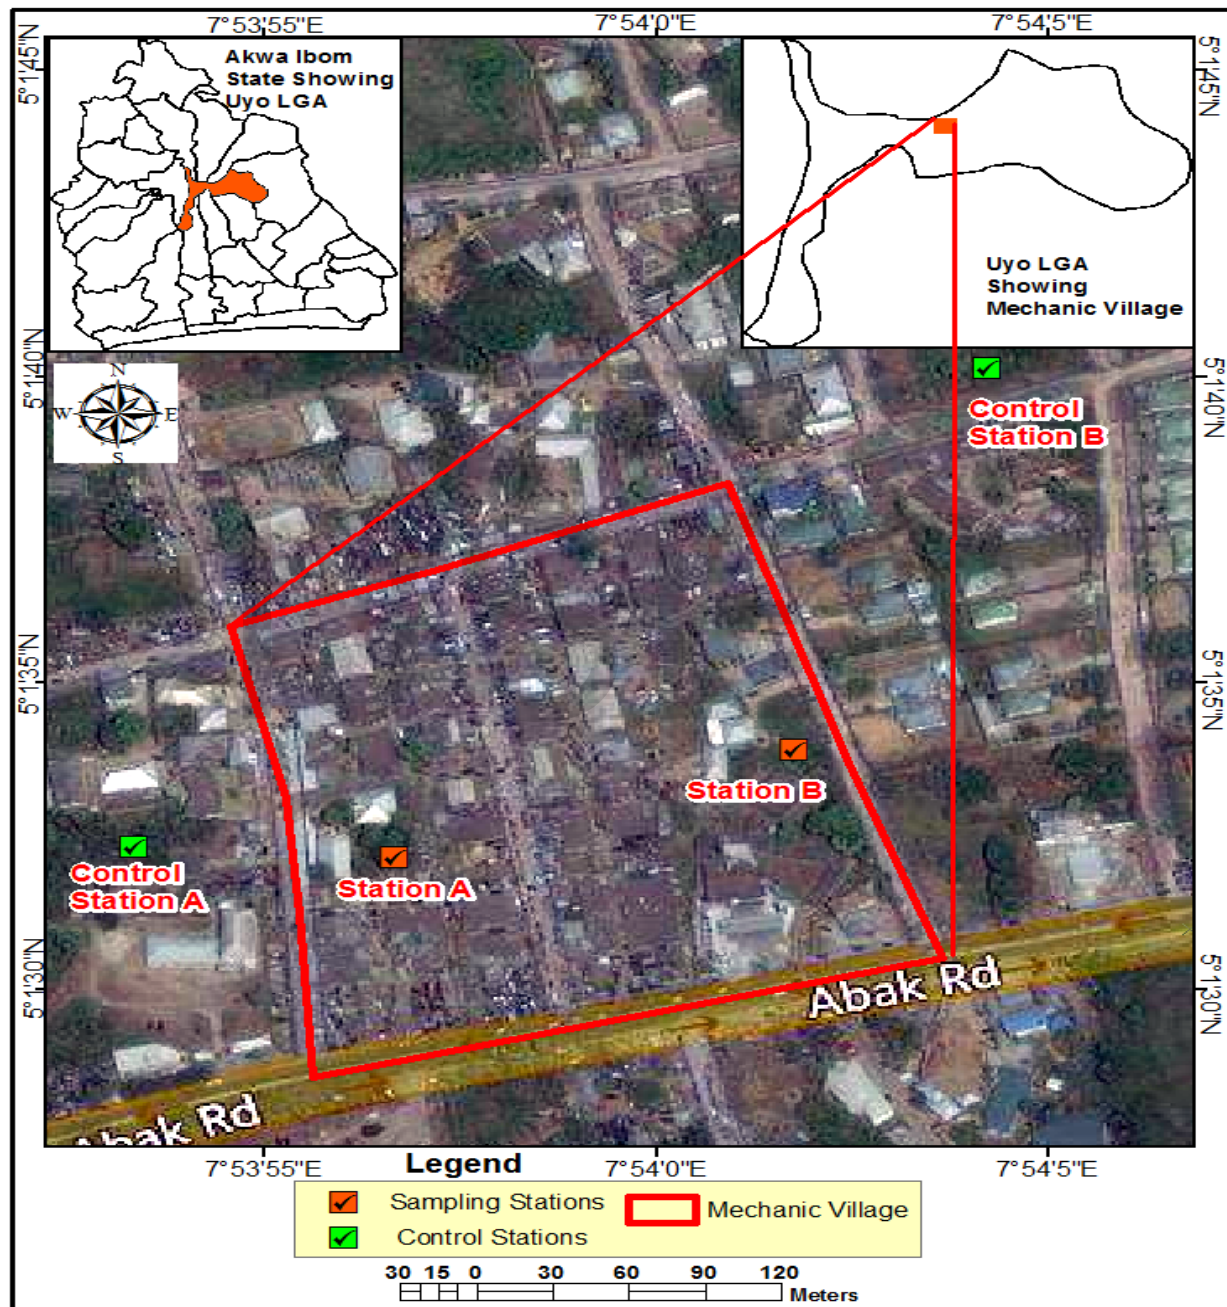 7°53'55"E
7°54'0"E
7°54'5"E
5°1'45"N
5°1'45"N
Akwa Ibom
State Showing
Uyo LGA
Uyo LGA
Showing
Mechanic Village
5°1'40"N
5°1'40"N
N
W
E
S
Control
Station B
5°1'35"N
5°1'35"N
Station B
Control
Station A
Station A
5°1'30"N
5°1'30"N
Abak Rd
Abak Rd
7°53'55"E
7°54'0"E
7°54'5"E
Legend
Sampling Stations
Mechanic Village
Control Stations
30 15 0 30 60 90 120
Meters